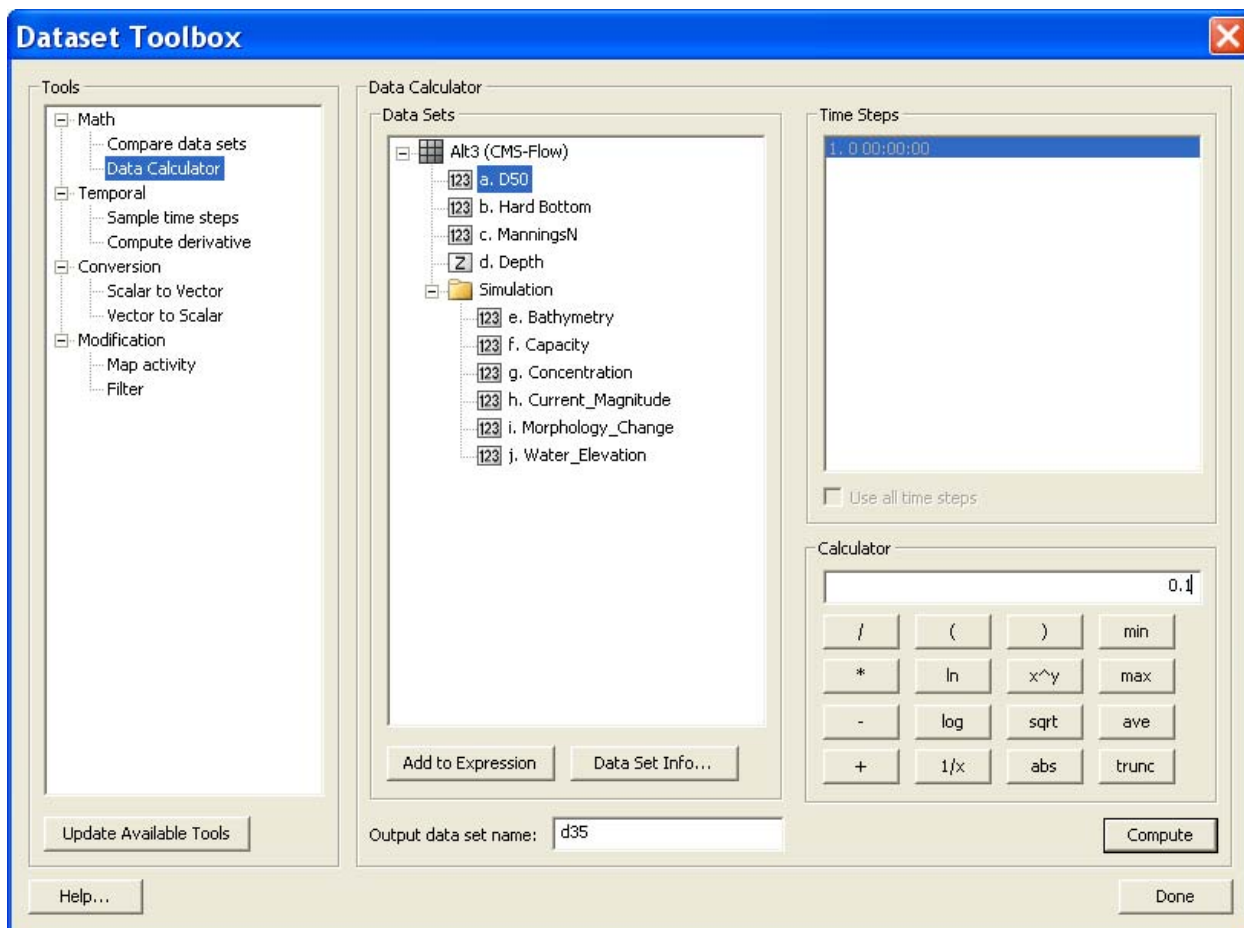 Dataset Toolbox
Tools
Math
Compare data sets
Data Calculator
Temporal
Sample time steps
Compute derivative
Conversion
Scalar to Vector
Vector to Scalar
Modification
Map activity
Filter
Update Available Tools
Help...
Data Calculator
Data Sets
Alt3 (CMS-Flow)
123 a. D50
123 b. Hard Bottom
123 c. ManningsN
Z d. Depth
Simulation
123 e. Bathymetry
123 f. Capacity
123 g. Concentration
123 h. Current_Magnitude
123 i. Morphology_Change
123 j. Water_Elevation
Add to Expression Data Set Info...
Output data set name: d35
Time Steps
1. 0 00:00:00
Use all time steps
Calculator
0.1
/ ( ) min
* ln x^y max
- log sqrt ave
+ 1/x abs trunc
Compute
Done